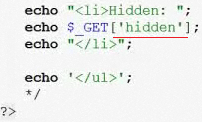 echo "<li>Hidden: ";
echo $_GET['hidden'];
echo "</li>";
echo '</ul>';
*/
?>